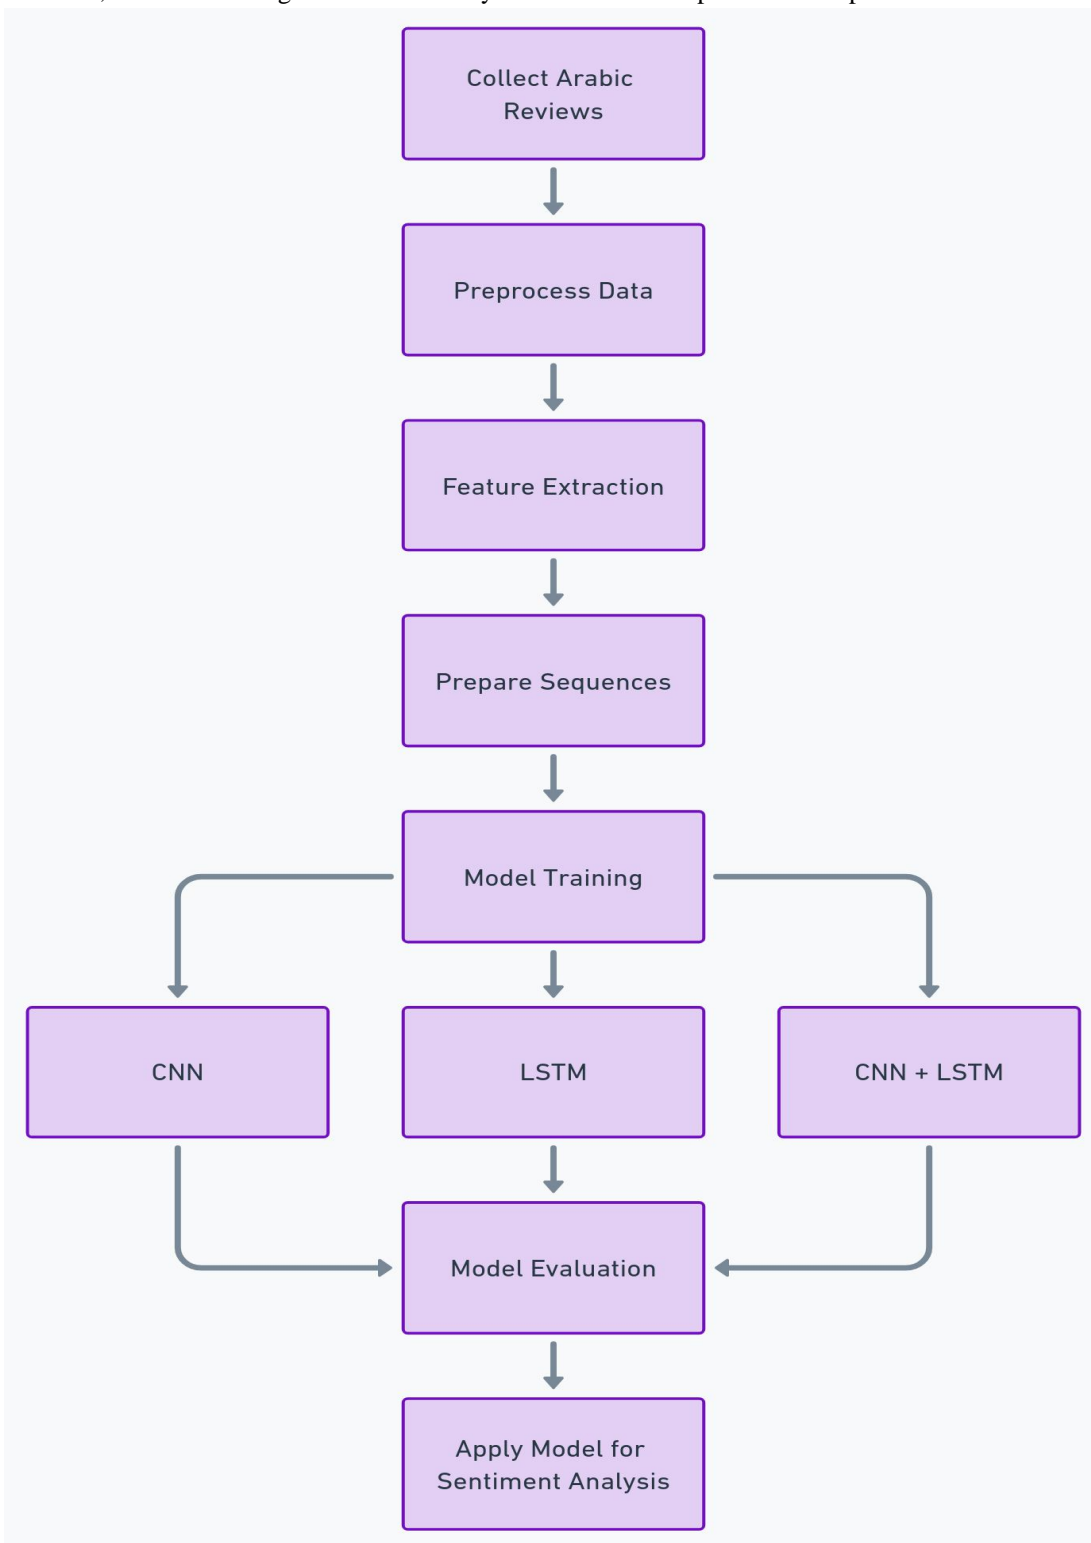 Collect Arabic
Reviews
Preprocess Data
Feature Extraction
Prepare Sequences
Model Training
CNN
LSTM
CNN + LSTM
Model Evaluation
Apply Model for
Sentiment Analysis